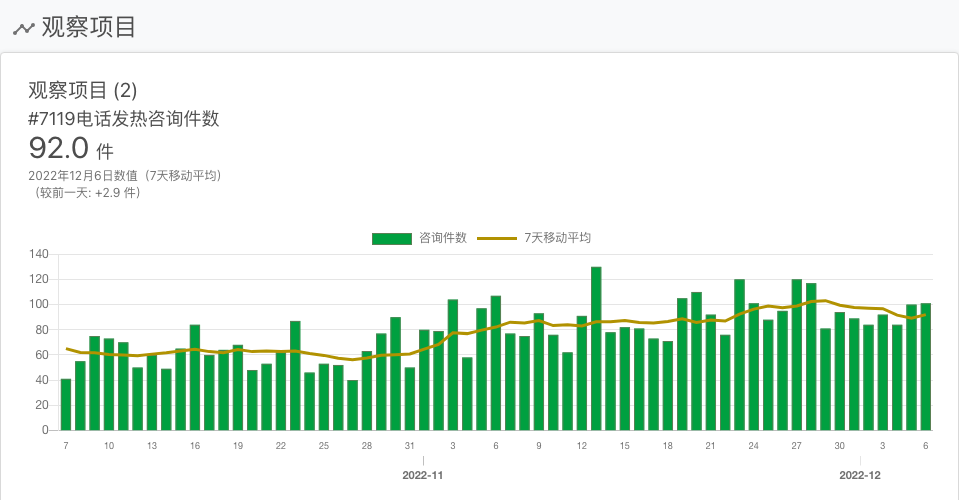 观察项目
观察项目 (2)
#7119电话发热咨询件数
92.0 件
2022年12月6日数值（7天移动平均）
（较前一天: +2.9 件）
咨询件数 7天移动平均
140
120
100
80
60
40
20
0
7 10 13 16 19 22 25 28 31 3 6 9 12 15 18 21 24 27 30 3 6
2022-11 2022-12